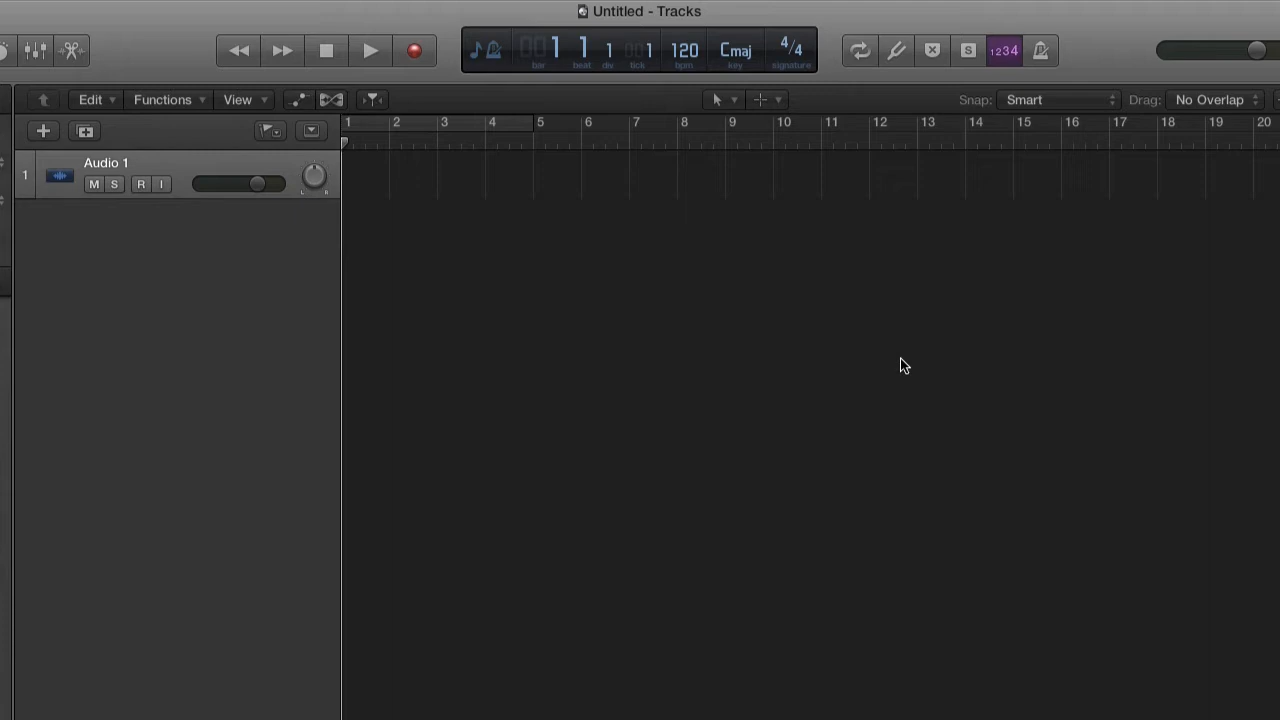 Untitled - Tracks
001 1 1 001 120 Cmaj 4/4
bar beat div tick bpm key signature
S 1234
Edit Functions View Snap: Smart Drag: No Overlap
1 2 3 4 5 6 7 8 9 10 11 12 13 14 15 16 17 18 19 20
1 Audio 1
M S R I
L R